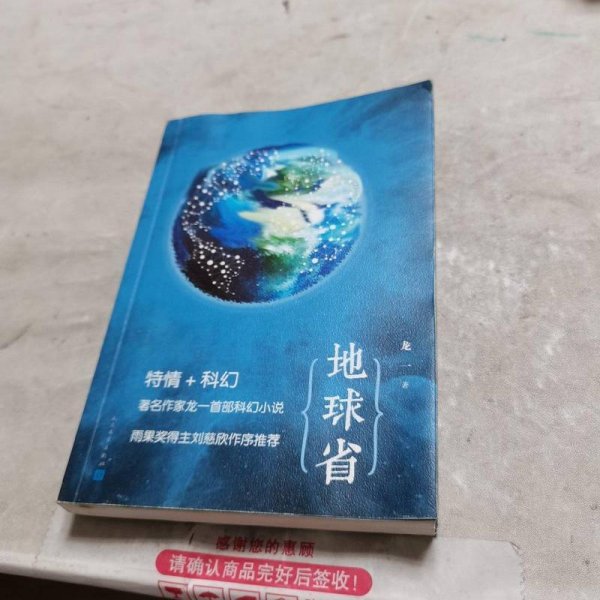 龙一 著
地球省
特情+科幻
著名作家龙一首部科幻小说
雨果奖得主刘慈欣作序推荐
感谢您的惠顾
请确认商品完好后签收!